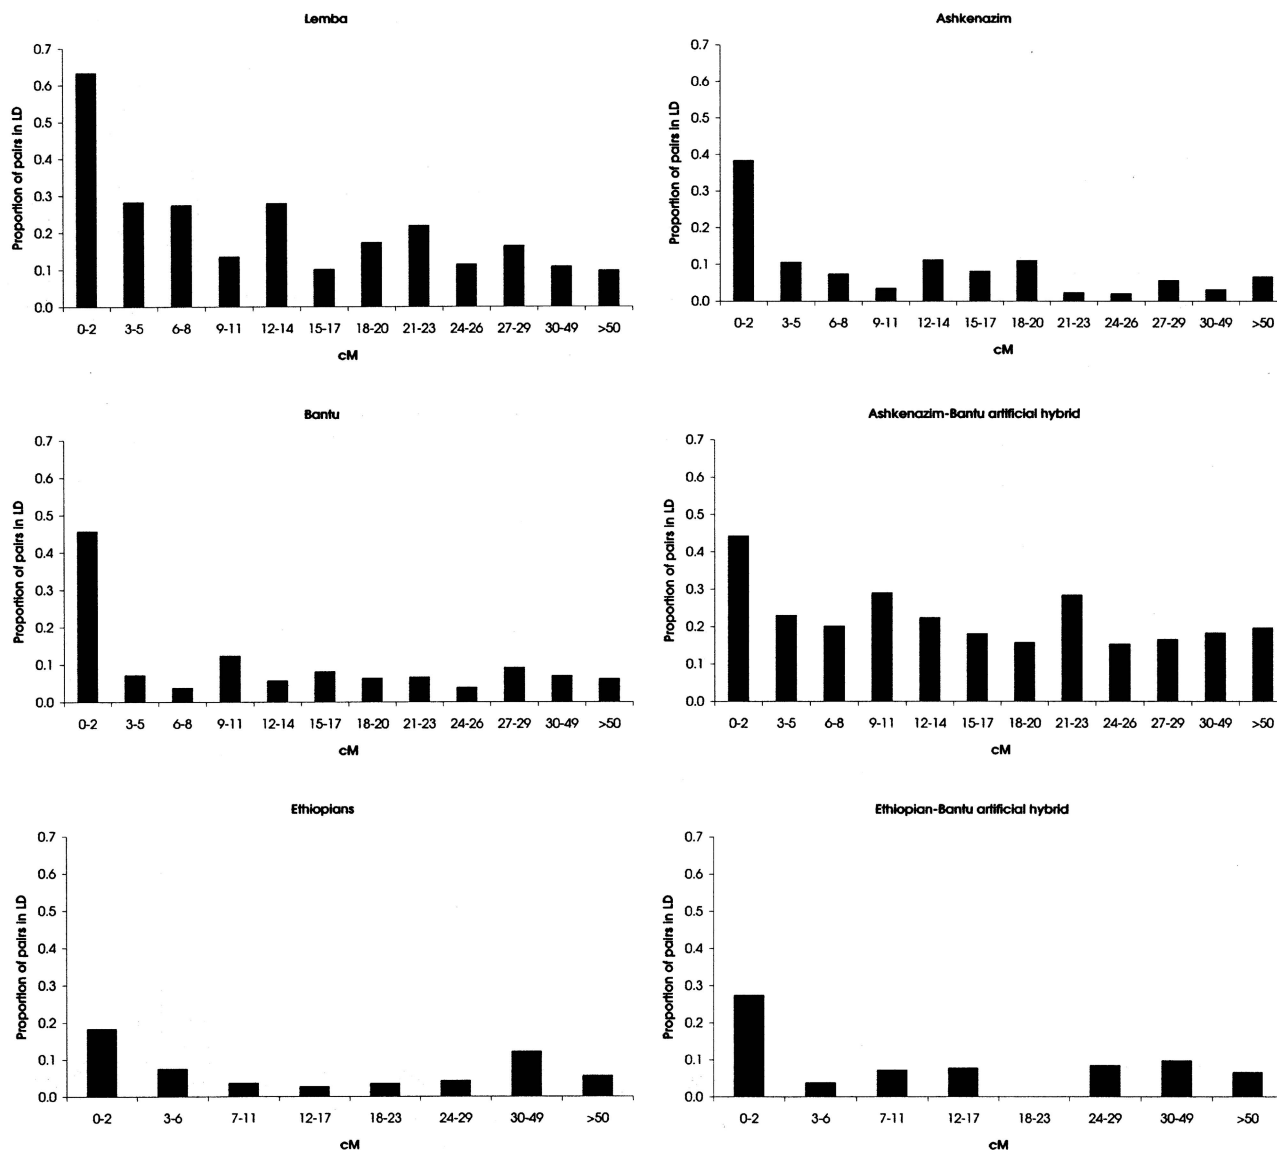 Lemba
Proportion of pairs in LD
0.7
0.6
0.5
0.4
0.3
0.2
0.1
0.0
0-2 3-5 6-8 9-11 12-14 15-17 18-20 21-23 24-26 27-29 30-49 >50
cM
Ashkenazim
Proportion of pairs in LD
0.7
0.6
0.5
0.4
0.3
0.2
0.1
0.0
0-2 3-5 6-8 9-11 12-14 15-17 18-20 21-23 24-26 27-29 30-49 >50
cM
Bantu
Proportion of pairs in LD
0.7
0.6
0.5
0.4
0.3
0.2
0.1
0.0
0-2 3-5 6-8 9-11 12-14 15-17 18-20 21-23 24-26 27-29 30-49 >50
cM
Ashkenazim-Bantu artificial hybrid
Proportion of pairs in LD
0.7
0.6
0.5
0.4
0.3
0.2
0.1
0.0
0-2 3-5 6-8 9-11 12-14 15-17 18-20 21-23 24-26 27-29 30-49 >50
cM
Ethiopians
Proportion of pairs in LD
0.7
0.6
0.5
0.4
0.3
0.2
0.1
0.0
0-2 3-6 7-11 12-17 18-23 24-29 30-49 >50
cM
Ethiopian-Bantu artificial hybrid
Proportion of pairs in LD
0.7
0.6
0.5
0.4
0.3
0.2
0.1
0.0
0-2 3-6 7-11 12-17 18-23 24-29 30-49 >50
cM